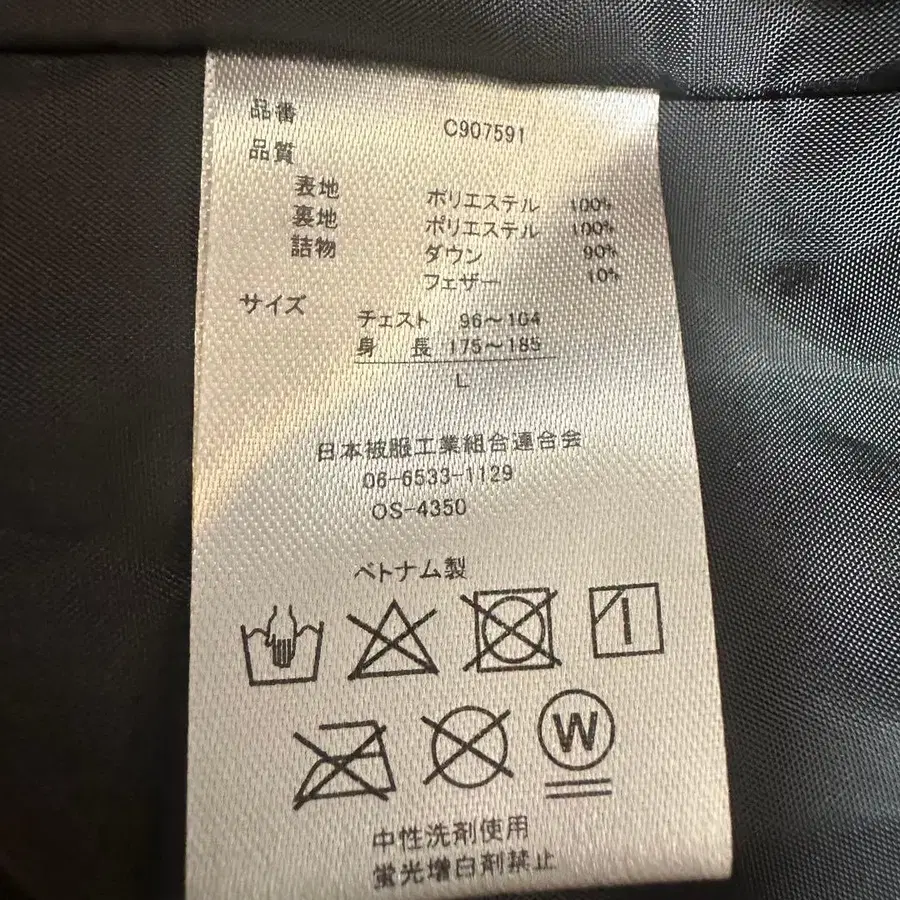 品番 C907591
品質
表地 ポリエステル 100%
裏地 ポリエステル 100%
詰物 ダウン 90%
フェザー 10%
サイズ
チェスト 96〜104
身 長 175〜185
L
日本被服工業組合連合会
06-6533-1129
OS-4350
ベトナム製
W
中性洗剤使用
蛍光増白剤禁止